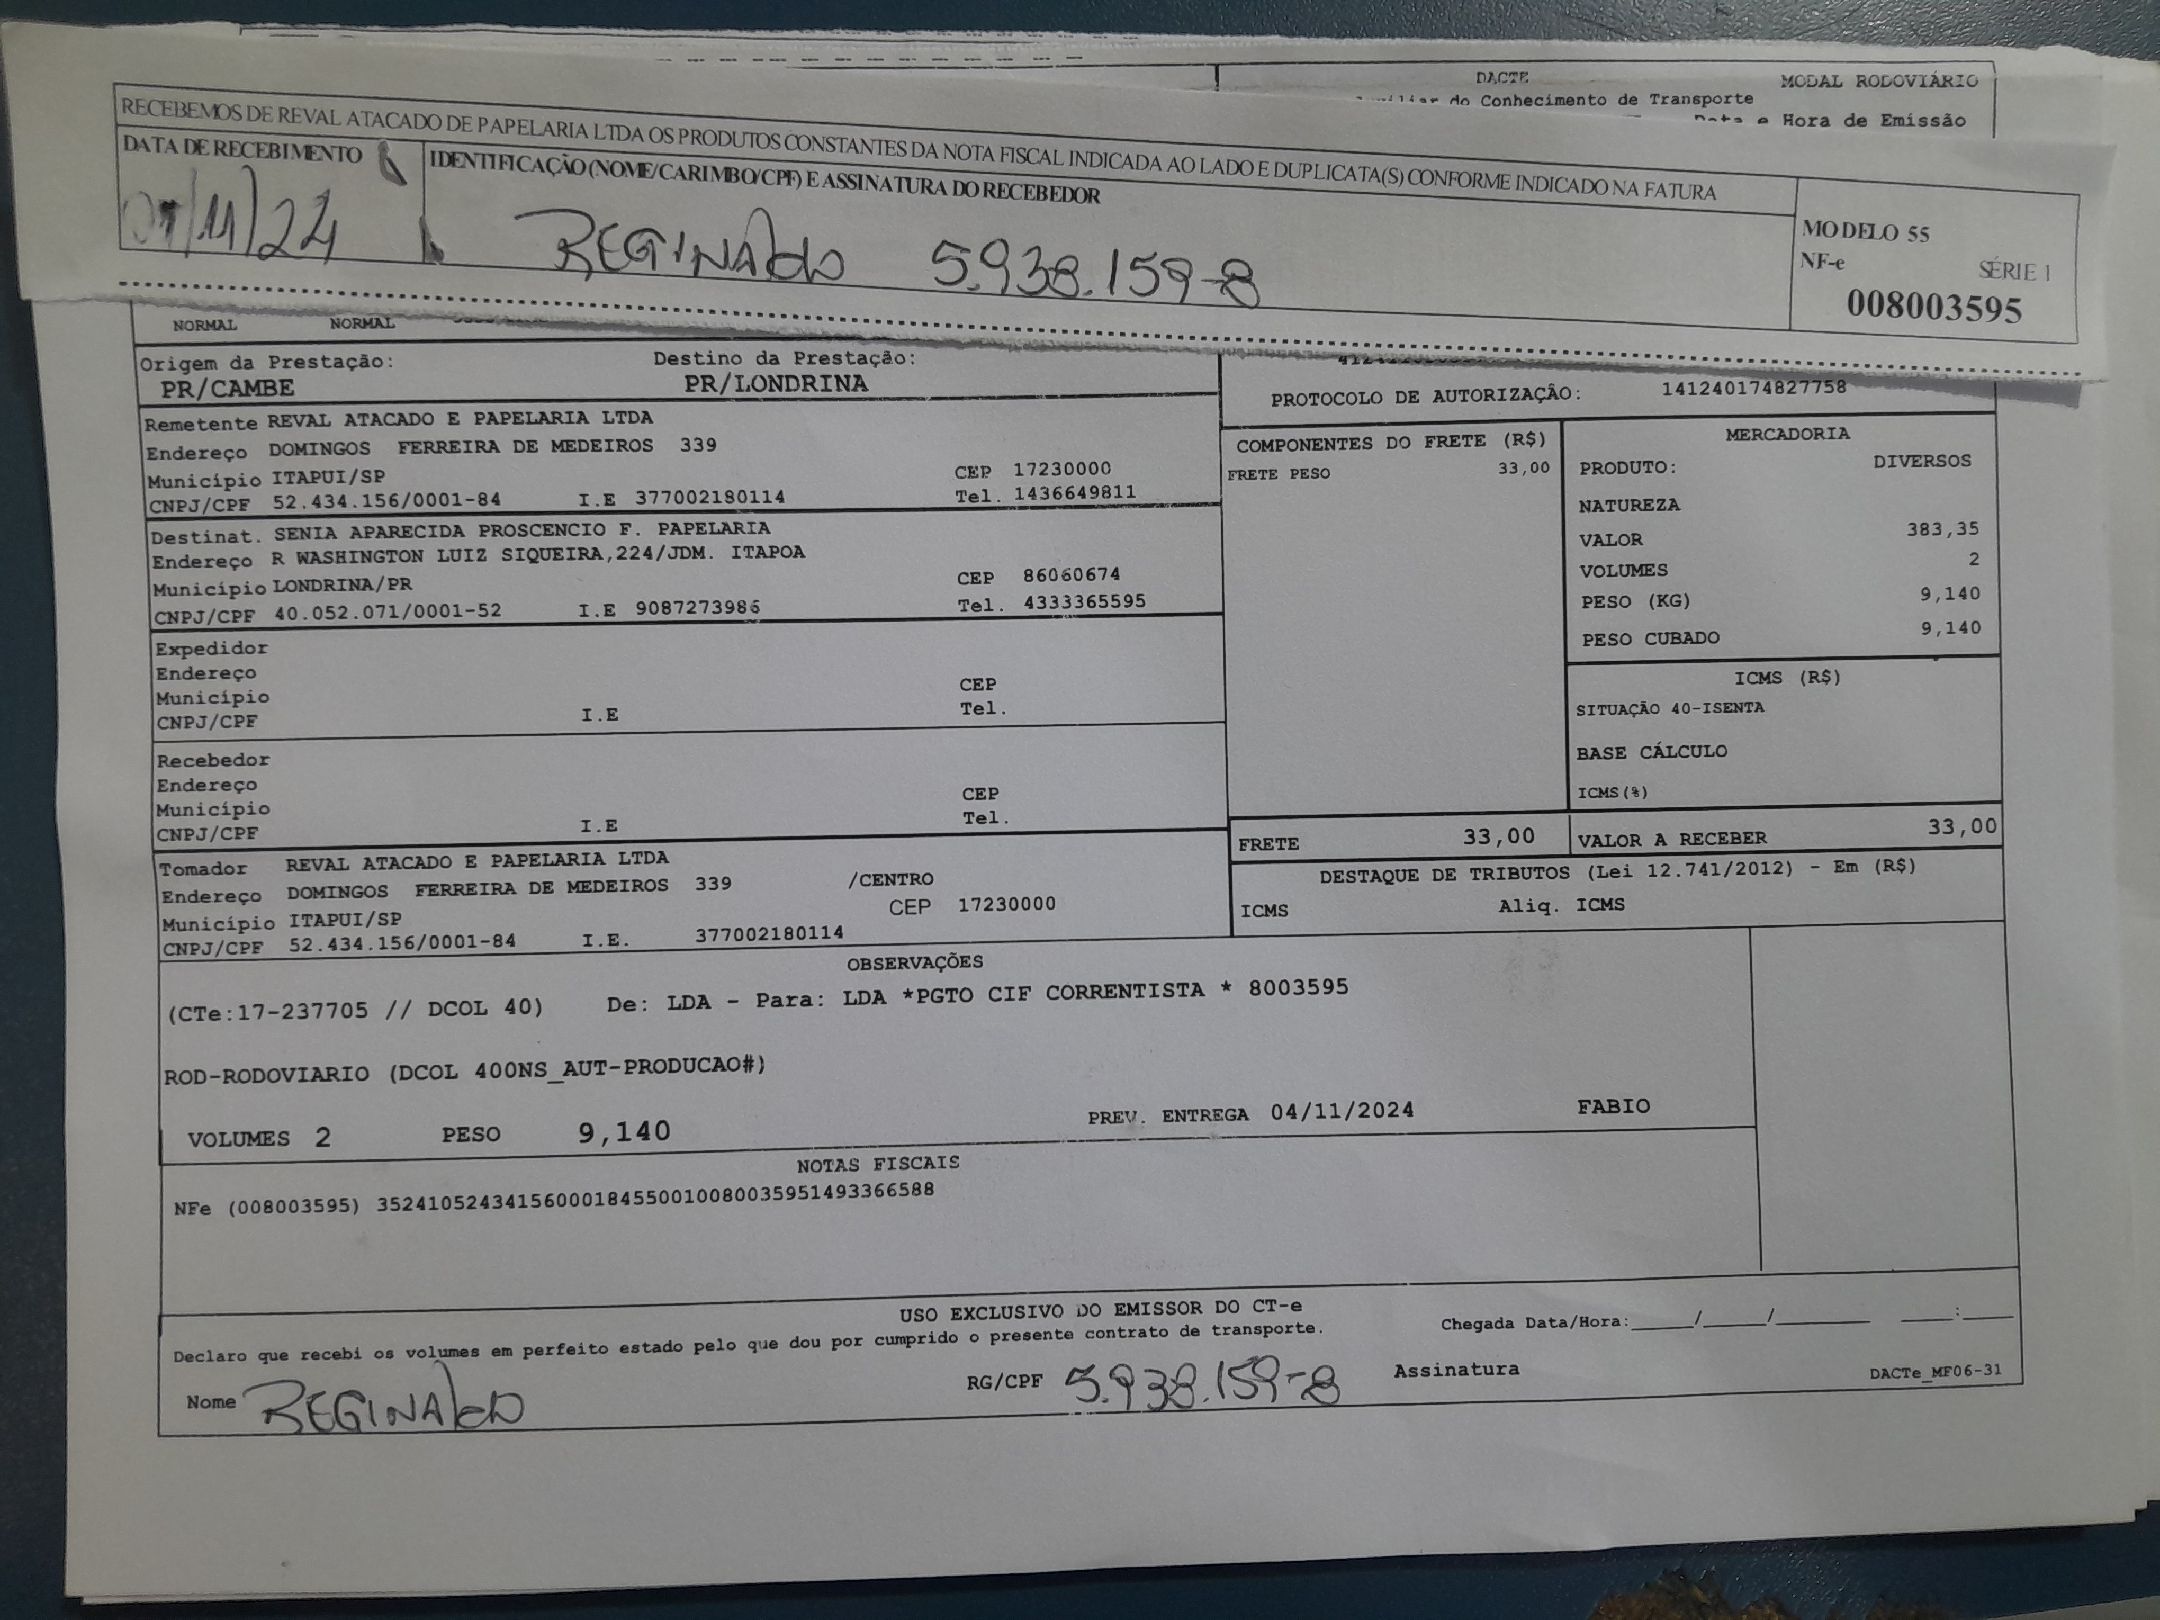 DACTE
MODAL RODOVIÁRIO
do Conhecimento de Transporte
e Hora de Emissão
RECEBEMOS DE REVAL ATACADO DE PAPELARIA LTDA OS PRODUTOS CONSTANTES DA NOTA FISCAL INDICADA AO LADO E DUPLICATA(S) CONFORME INDICADO NA FATURA
DATA DE RECEBIMENTO
IDENTIFICAÇÃO (NOME/CARIMBO/CPF) E ASSINATURA DO RECEBEDOR
/11/24
REGINALDO 5.938.159-8
MODELO 55
NF-e SÉRIE 1
008003595
NORMAL NORMAL
Origem da Prestação: Destino da Prestação:
PR/CAMBE PR/LONDRINA
PROTOCOLO DE AUTORIZAÇÃO: 141240174827758
Remetente REVAL ATACADO E PAPELARIA LTDA
Endereço DOMINGOS FERREIRA DE MEDEIROS 339
Município ITAPUI/SP CEP 17230000
CNPJ/CPF 52.434.156/0001-84 I.E 377002180114 Tel. 1436649811
Destinat. SENIA APARECIDA PROSCENCIO F. PAPELARIA
Endereço R WASHINGTON LUIZ SIQUEIRA,224/JDM. ITAPOA
Município LONDRINA/PR CEP 86060674
CNPJ/CPF 40.052.071/0001-52 I.E 9087273986 Tel. 4333365595
Expedidor
Endereço
Município CEP
CNPJ/CPF I.E Tel.
Recebedor
Endereço
Município CEP
CNPJ/CPF I.E Tel.
Tomador REVAL ATACADO E PAPELARIA LTDA
Endereço DOMINGOS FERREIRA DE MEDEIROS 339 /CENTRO
Município ITAPUI/SP CEP 17230000
CNPJ/CPF 52.434.156/0001-84 I.E. 377002180114
COMPONENTES DO FRETE (R$)
FRETE PESO 33,00
MERCADORIA
PRODUTO: DIVERSOS
NATUREZA
VALOR 383,35
VOLUMES 2
PESO (KG) 9,140
PESO CUBADO 9,140
ICMS (R$)
SITUAÇÃO 40-ISENTA
BASE CÁLCULO
ICMS(%)
FRETE 33,00 VALOR A RECEBER 33,00
DESTAQUE DE TRIBUTOS (Lei 12.741/2012) - Em (R$)
ICMS Aliq. ICMS
OBSERVAÇÕES
(CTe:17-237705 // DCOL 40) De: LDA - Para: LDA *PGTO CIF CORRENTISTA * 8003595
ROD-RODOVIARIO (DCOL 400NS_AUT-PRODUCAO#)
VOLUMES 2 PESO 9,140 PREV. ENTREGA 04/11/2024 FABIO
NOTAS FISCAIS
NFe (008003595) 35241052434156000184550010080035951493366588
USO EXCLUSIVO DO EMISSOR DO CT-e
Declaro que recebi os volumes em perfeito estado pelo que dou por cumprido o presente contrato de transporte. Chegada Data/Hora:_____/_____/_______ ____:____
Nome REGINALDO RG/CPF 5.938.159-8 Assinatura DACTe_MF06-31